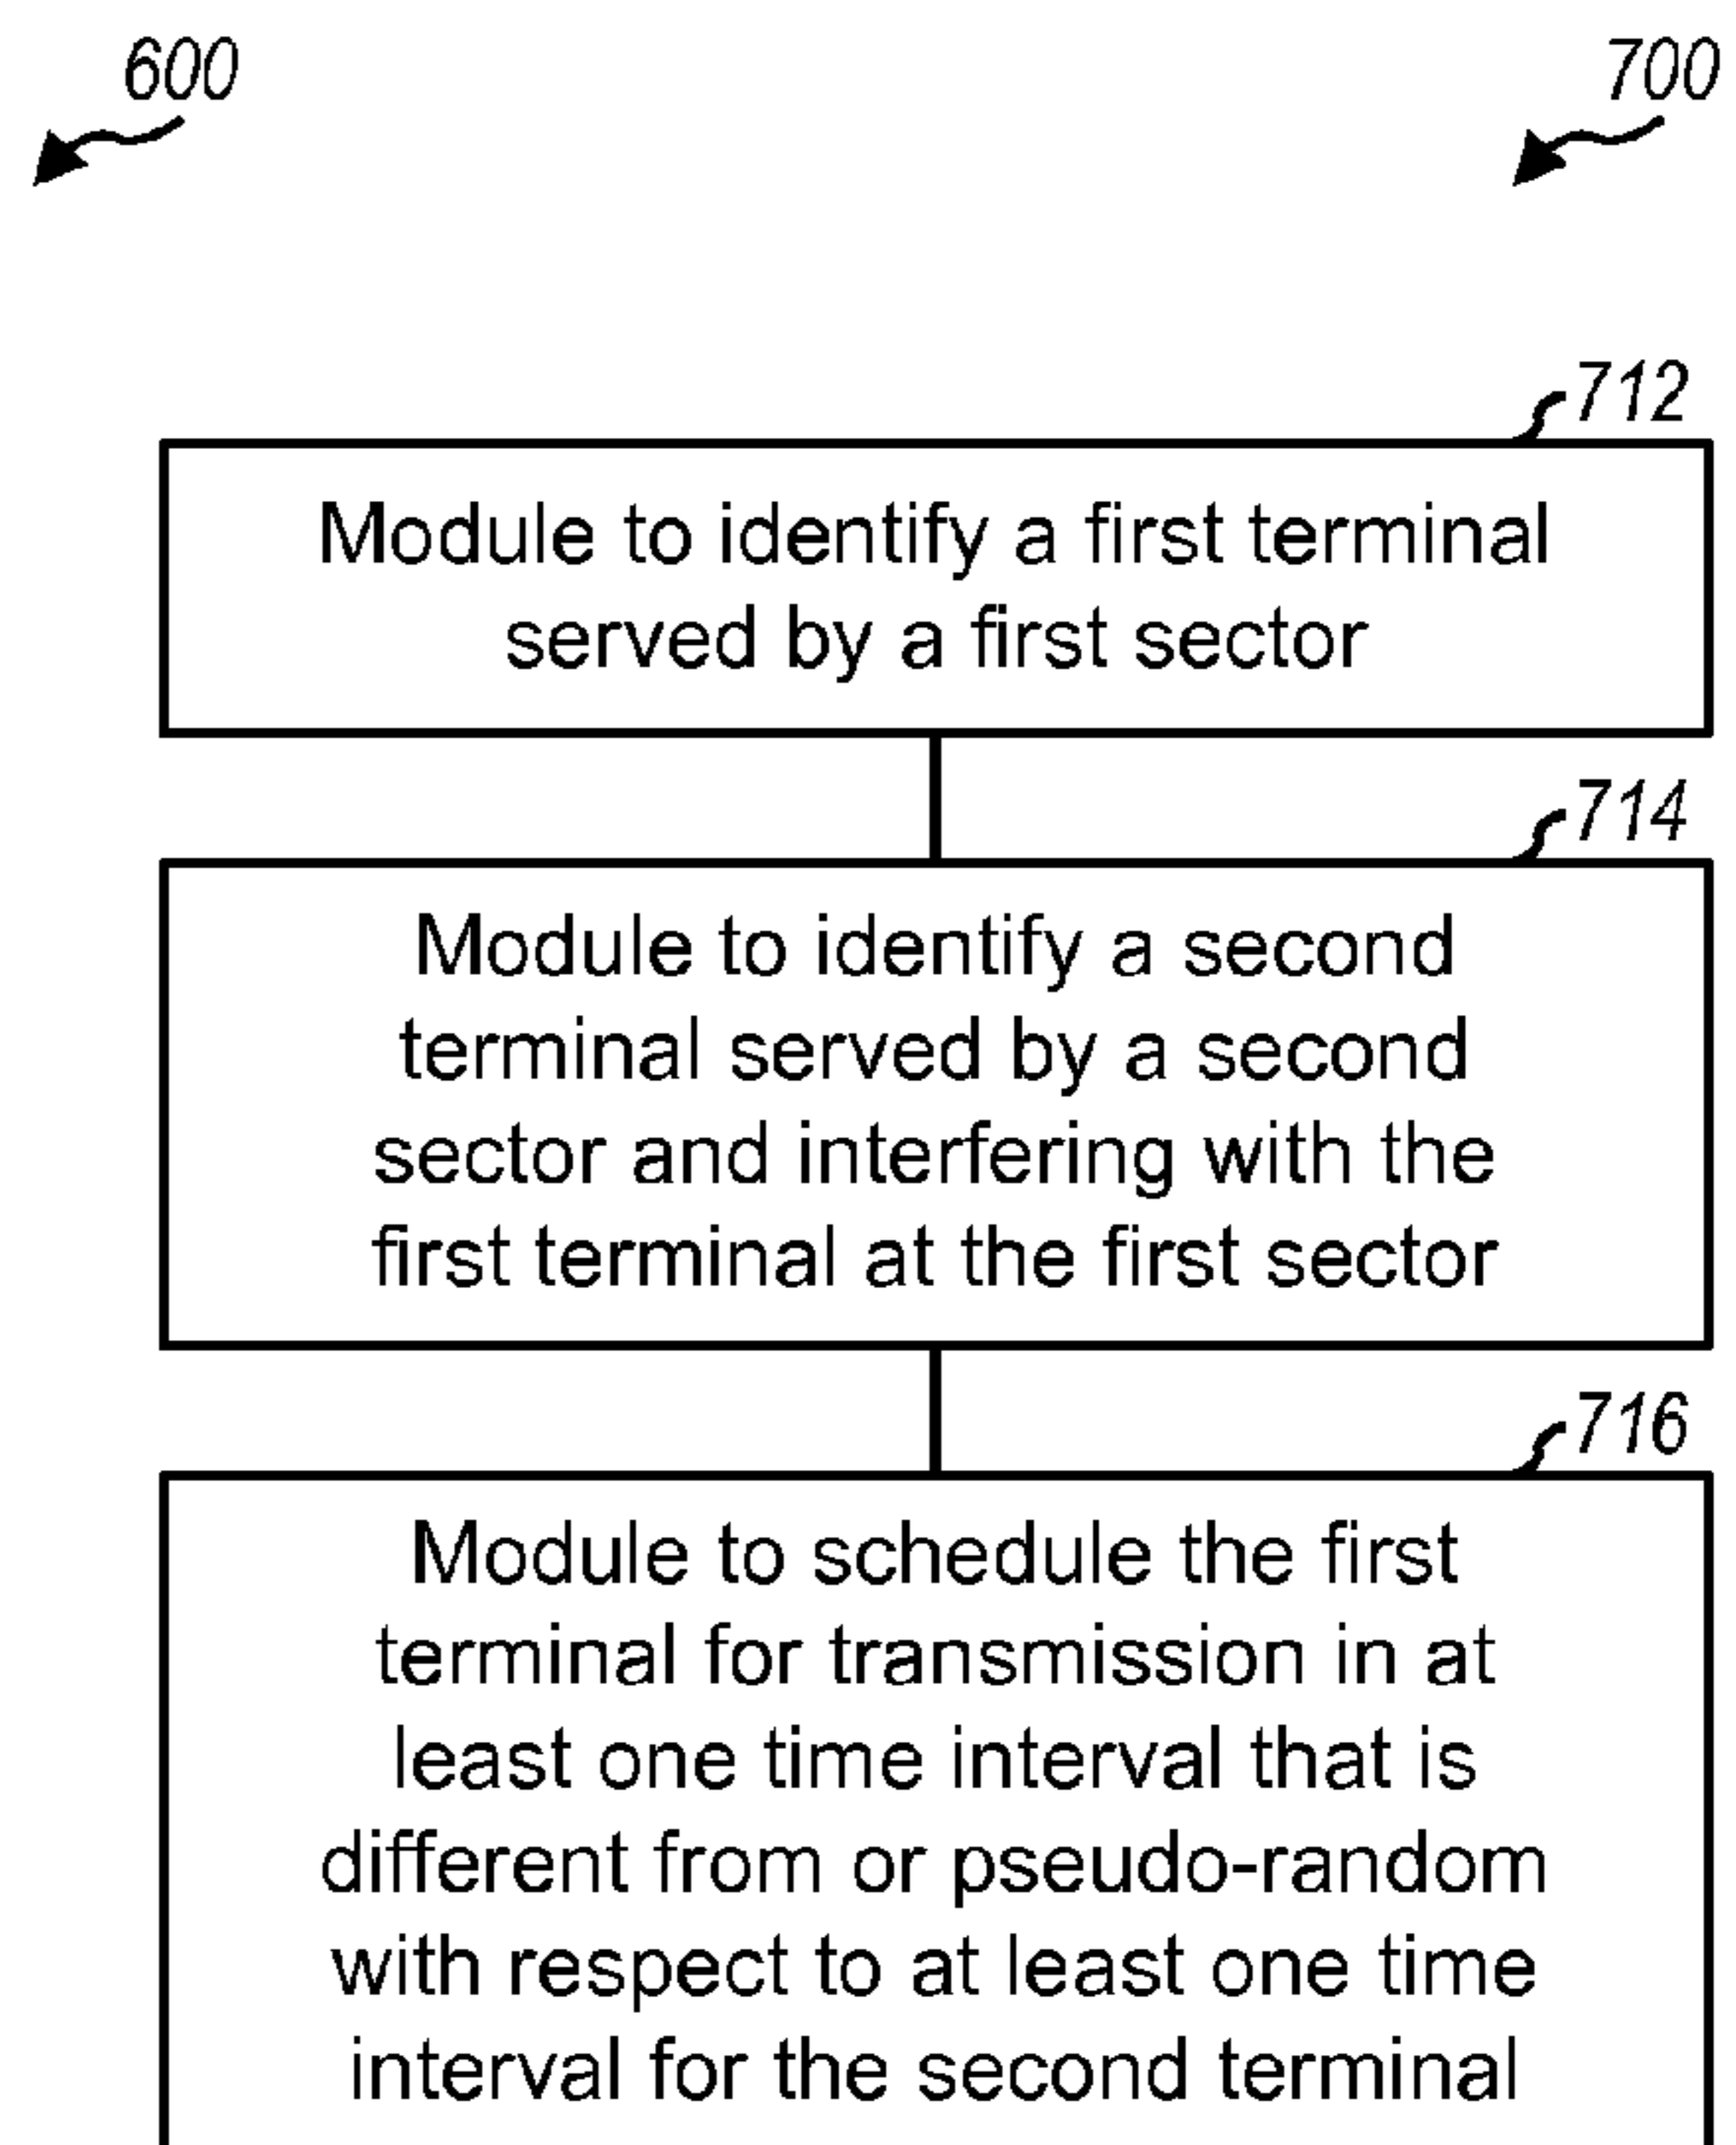 600
700
712
Module to identify a first terminal
served by a first sector
714
Module to identify a second
terminal served by a second
sector and interfering with the
first terminal at the first sector
716
Module to schedule the first
terminal for transmission in at
least one time interval that is
different from or pseudo-random
with respect to at least one time
interval for the second terminal